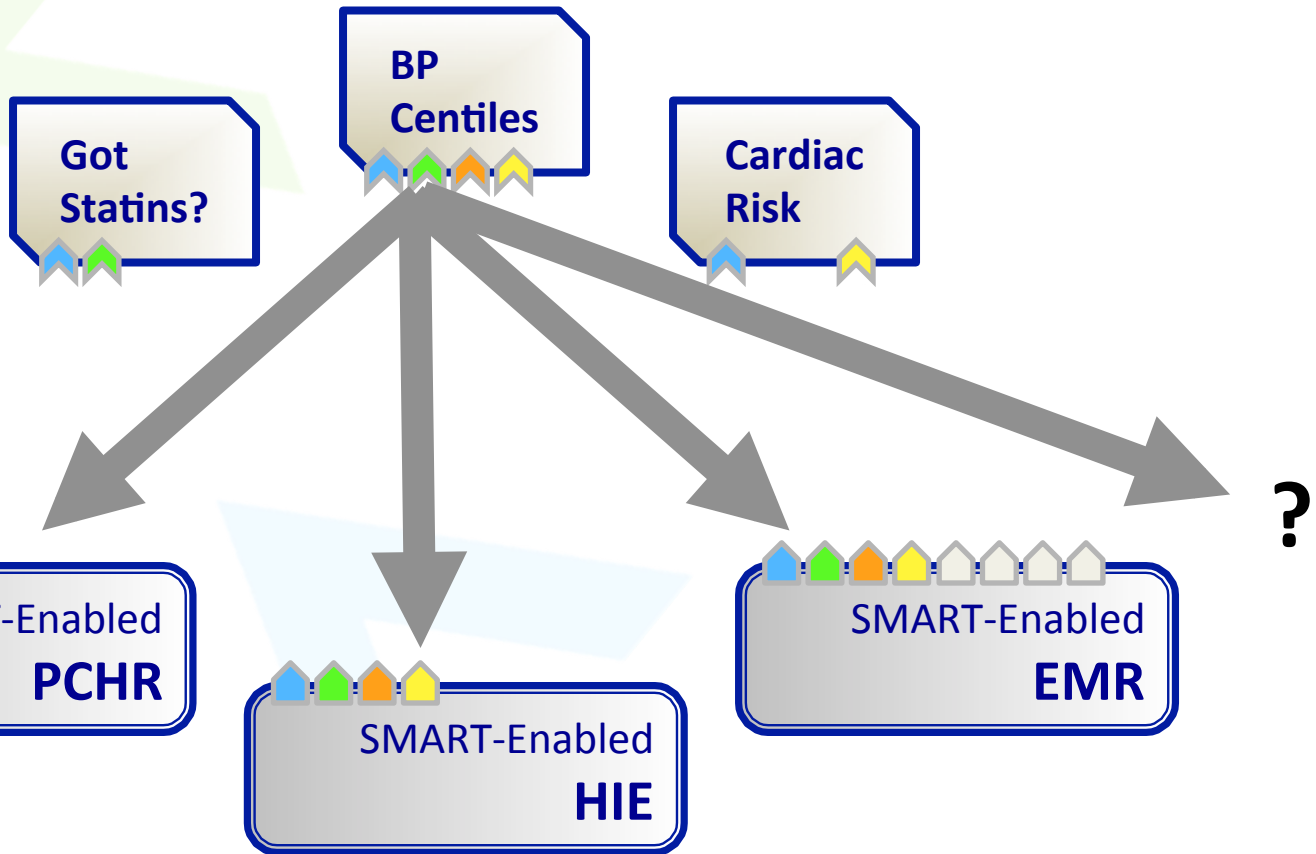 BP
Centiles
Got
Statins?
Cardiac
Risk
?
-Enabled
PCHR
SMART-Enabled
EMR
SMART-Enabled
HIE